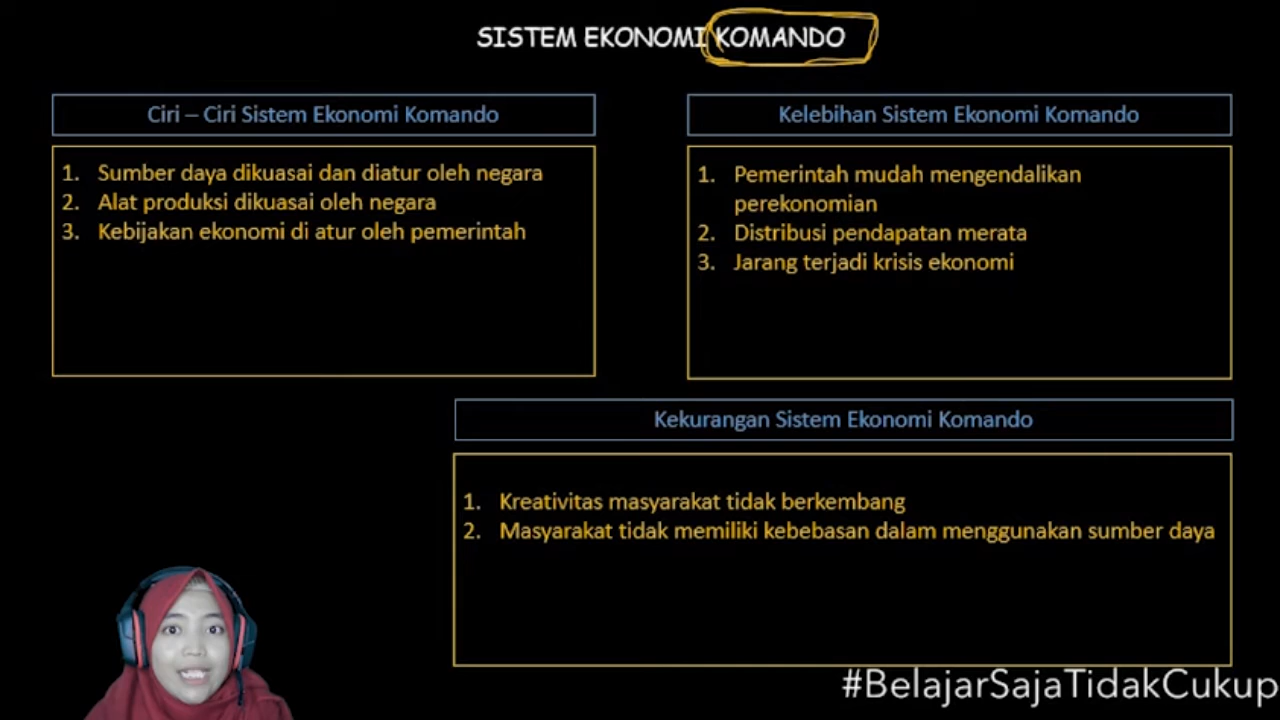 SISTEM EKONOMI KOMANDO
Ciri – Ciri Sistem Ekonomi Komando
1. Sumber daya dikuasai dan diatur oleh negara
2. Alat produksi dikuasai oleh negara
3. Kebijakan ekonomi di atur oleh pemerintah
Kelebihan Sistem Ekonomi Komando
1. Pemerintah mudah mengendalikan
perekonomian
2. Distribusi pendapatan merata
3. Jarang terjadi krisis ekonomi
Kekurangan Sistem Ekonomi Komando
1. Kreativitas masyarakat tidak berkembang
2. Masyarakat tidak memiliki kebebasan dalam menggunakan sumber daya
#BelajarSajaTidakCukup